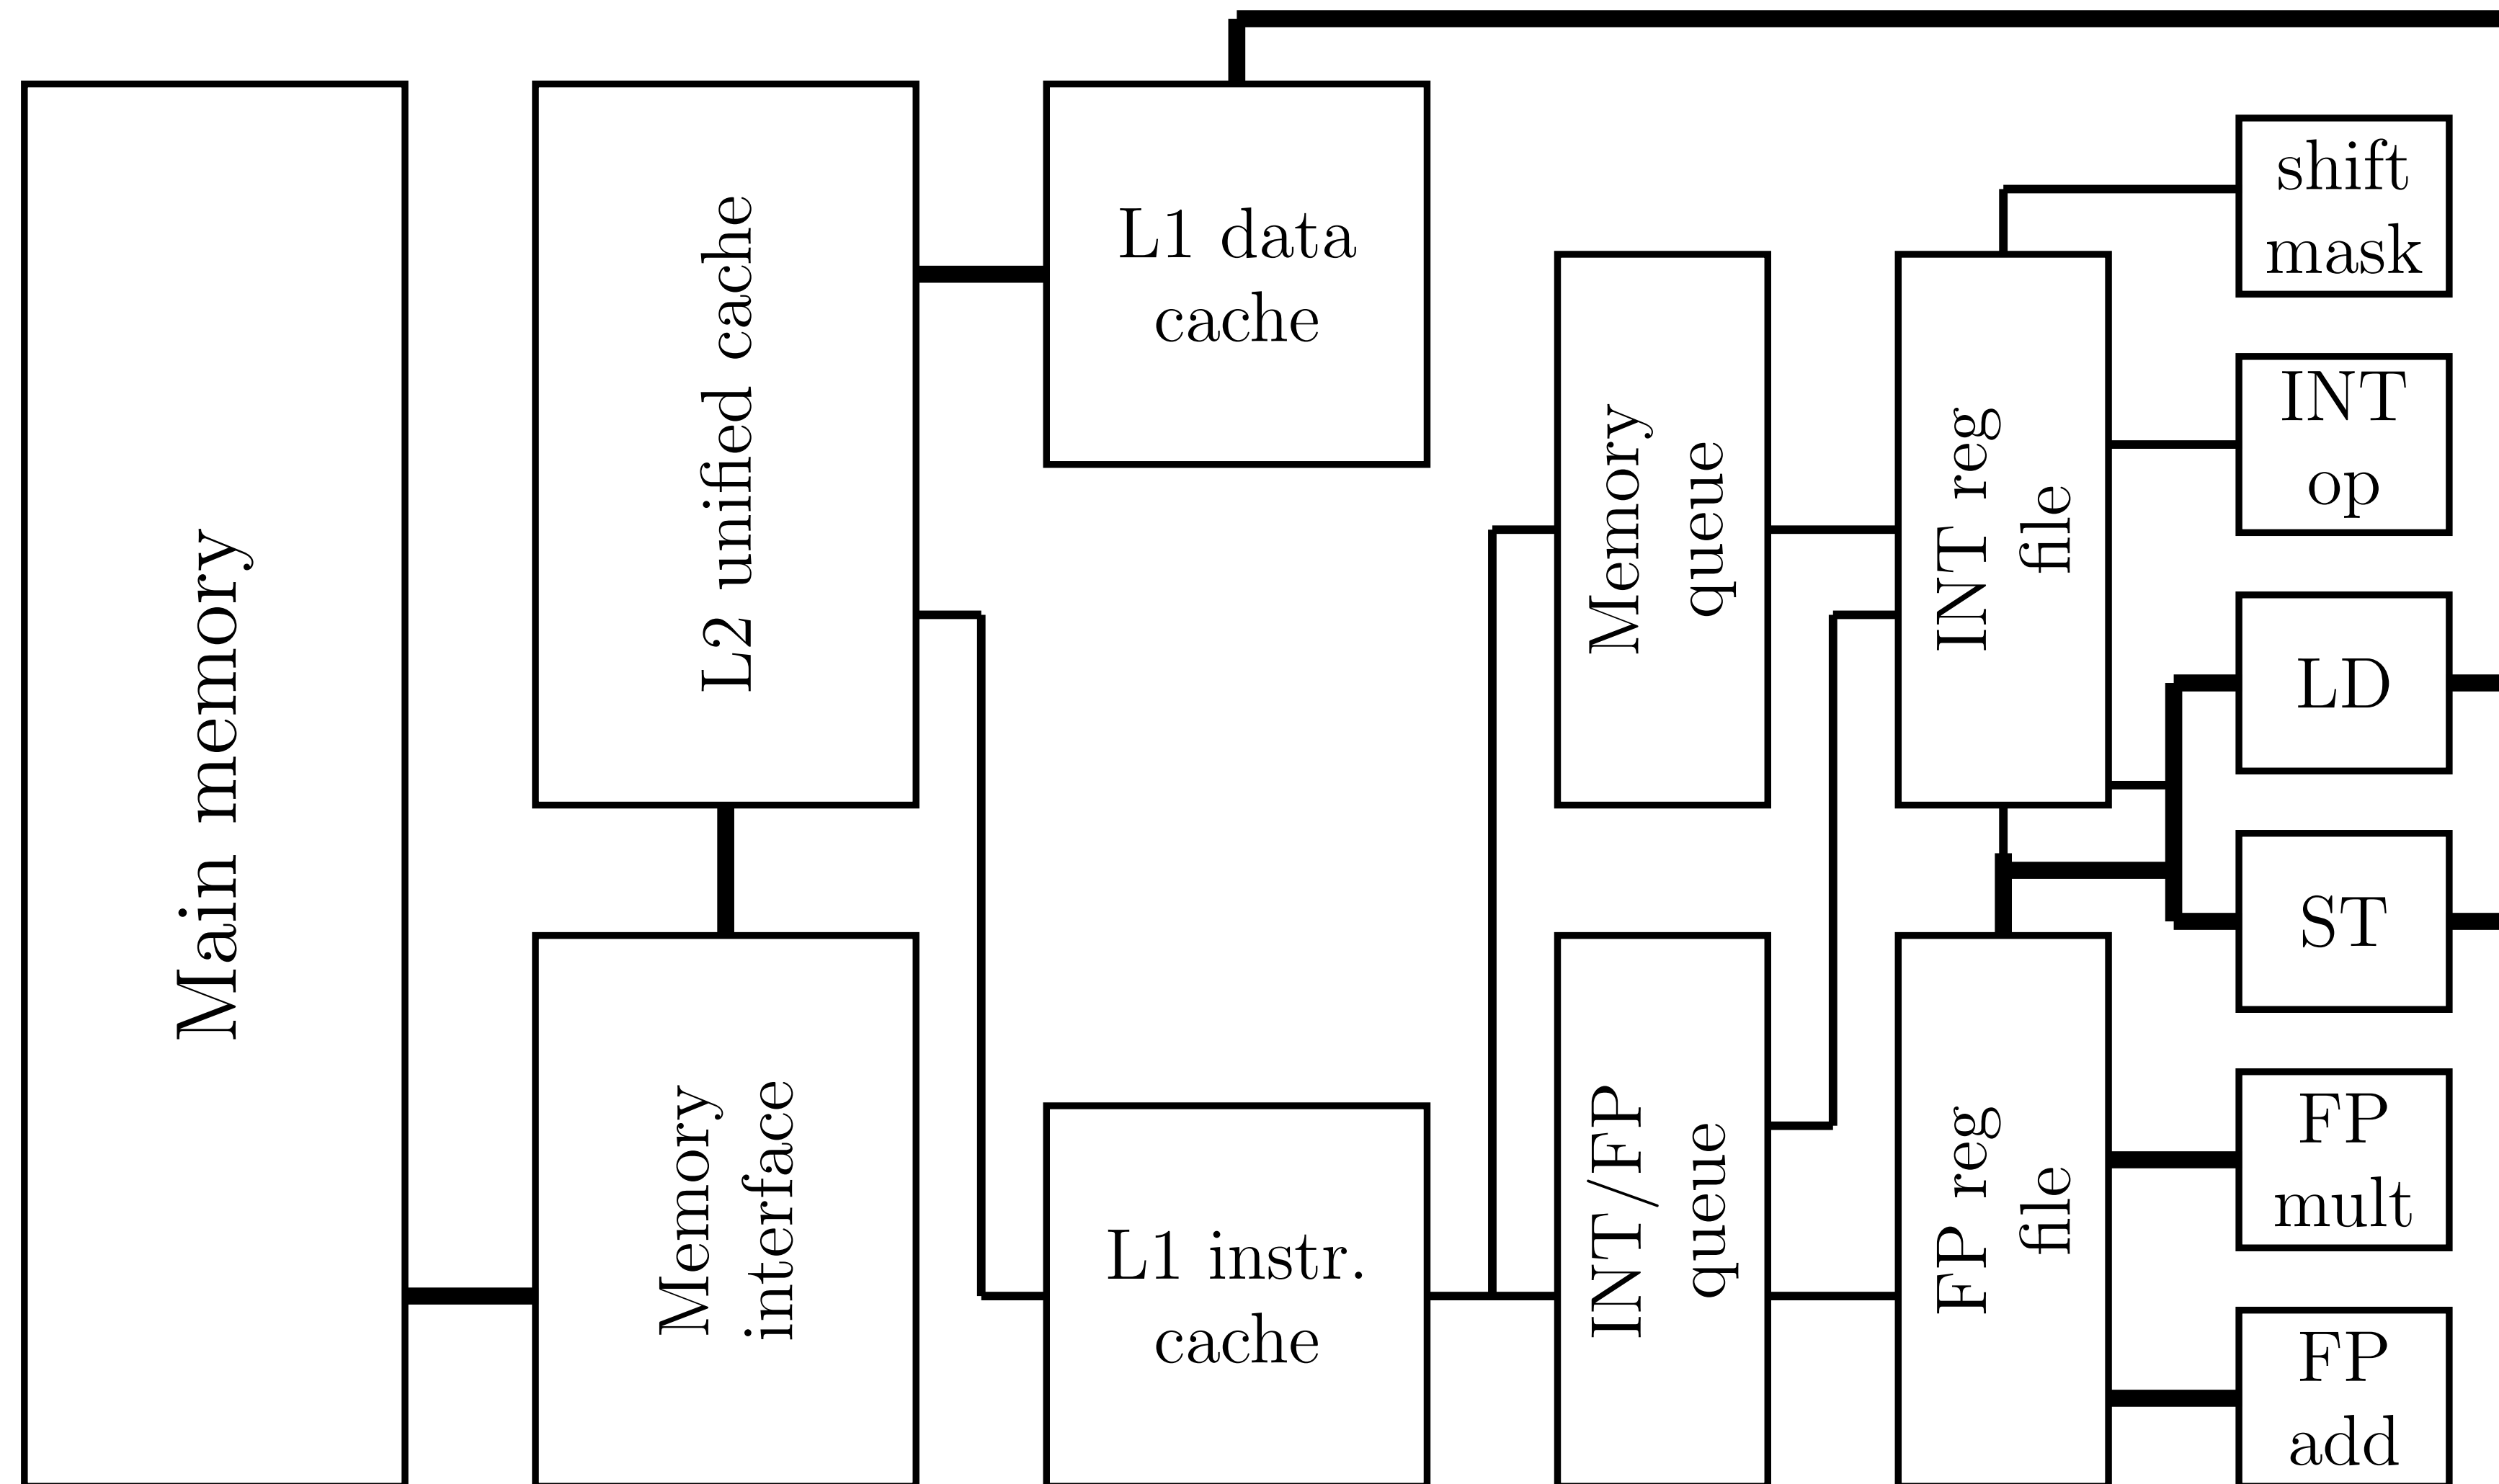 Main memory
L2 unified cache
Memory
interface
L1 data
cache
L1 instr.
cache
Memory
queue
INT/FP
queue
INT reg
file
FP reg
file
shift
mask
INT
op
LD
ST
FP
mult
FP
add